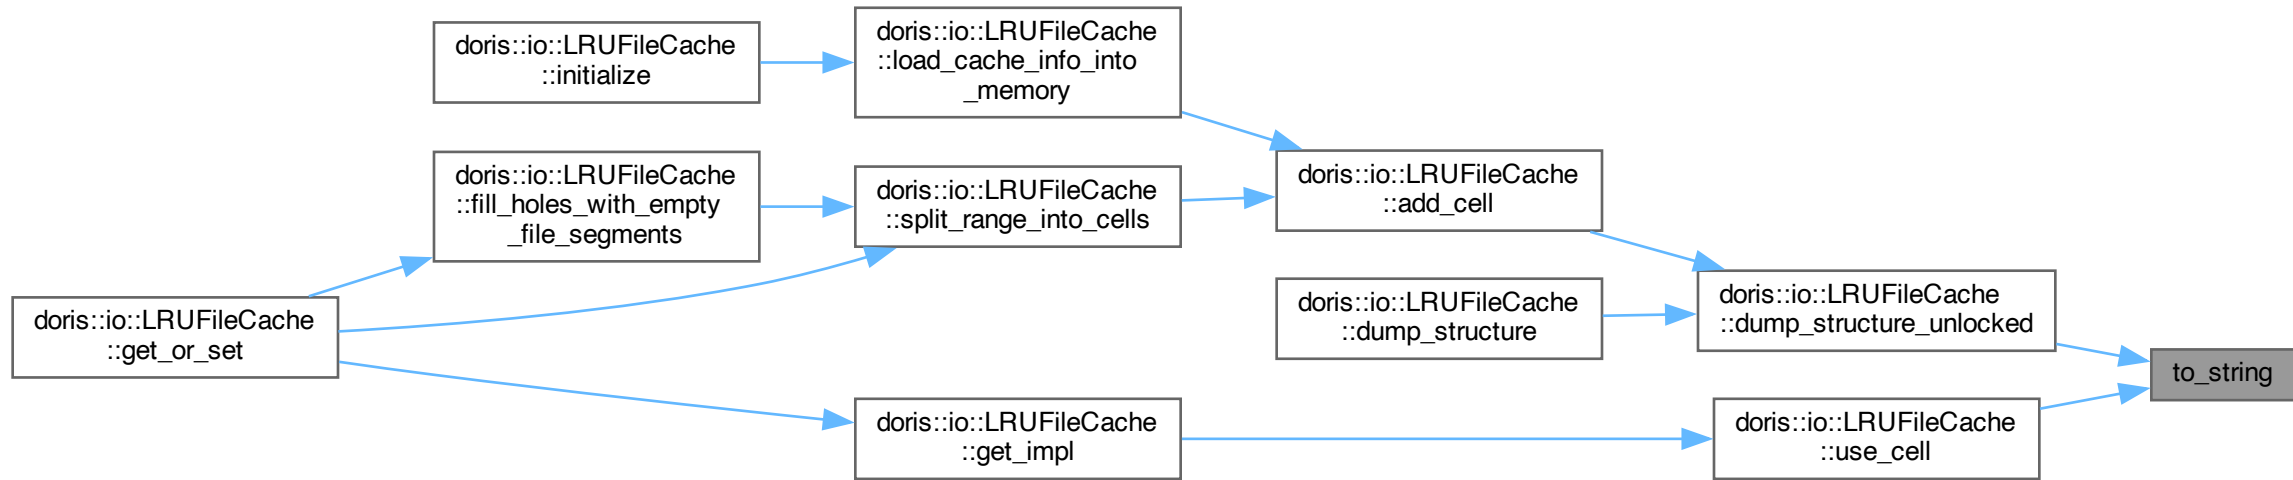 doris::io::LRUFileCache
::initialize
doris::io::LRUFileCache
::load_cache_info_into
_memory
doris::io::LRUFileCache
::fill_holes_with_empty
_file_segments
doris::io::LRUFileCache
::split_range_into_cells
doris::io::LRUFileCache
::add_cell
doris::io::LRUFileCache
::get_or_set
doris::io::LRUFileCache
::dump_structure
doris::io::LRUFileCache
::dump_structure_unlocked
to_string
doris::io::LRUFileCache
::get_impl
doris::io::LRUFileCache
::use_cell